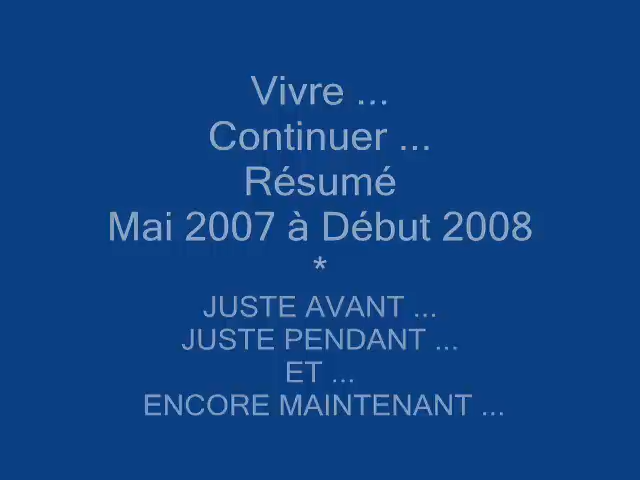 Vivre ...
Continuer ...
Résumé
Mai 2007 à Début 2008
*
JUSTE AVANT ...
JUSTE PENDANT ...
ET ...
ENCORE MAINTENANT ...